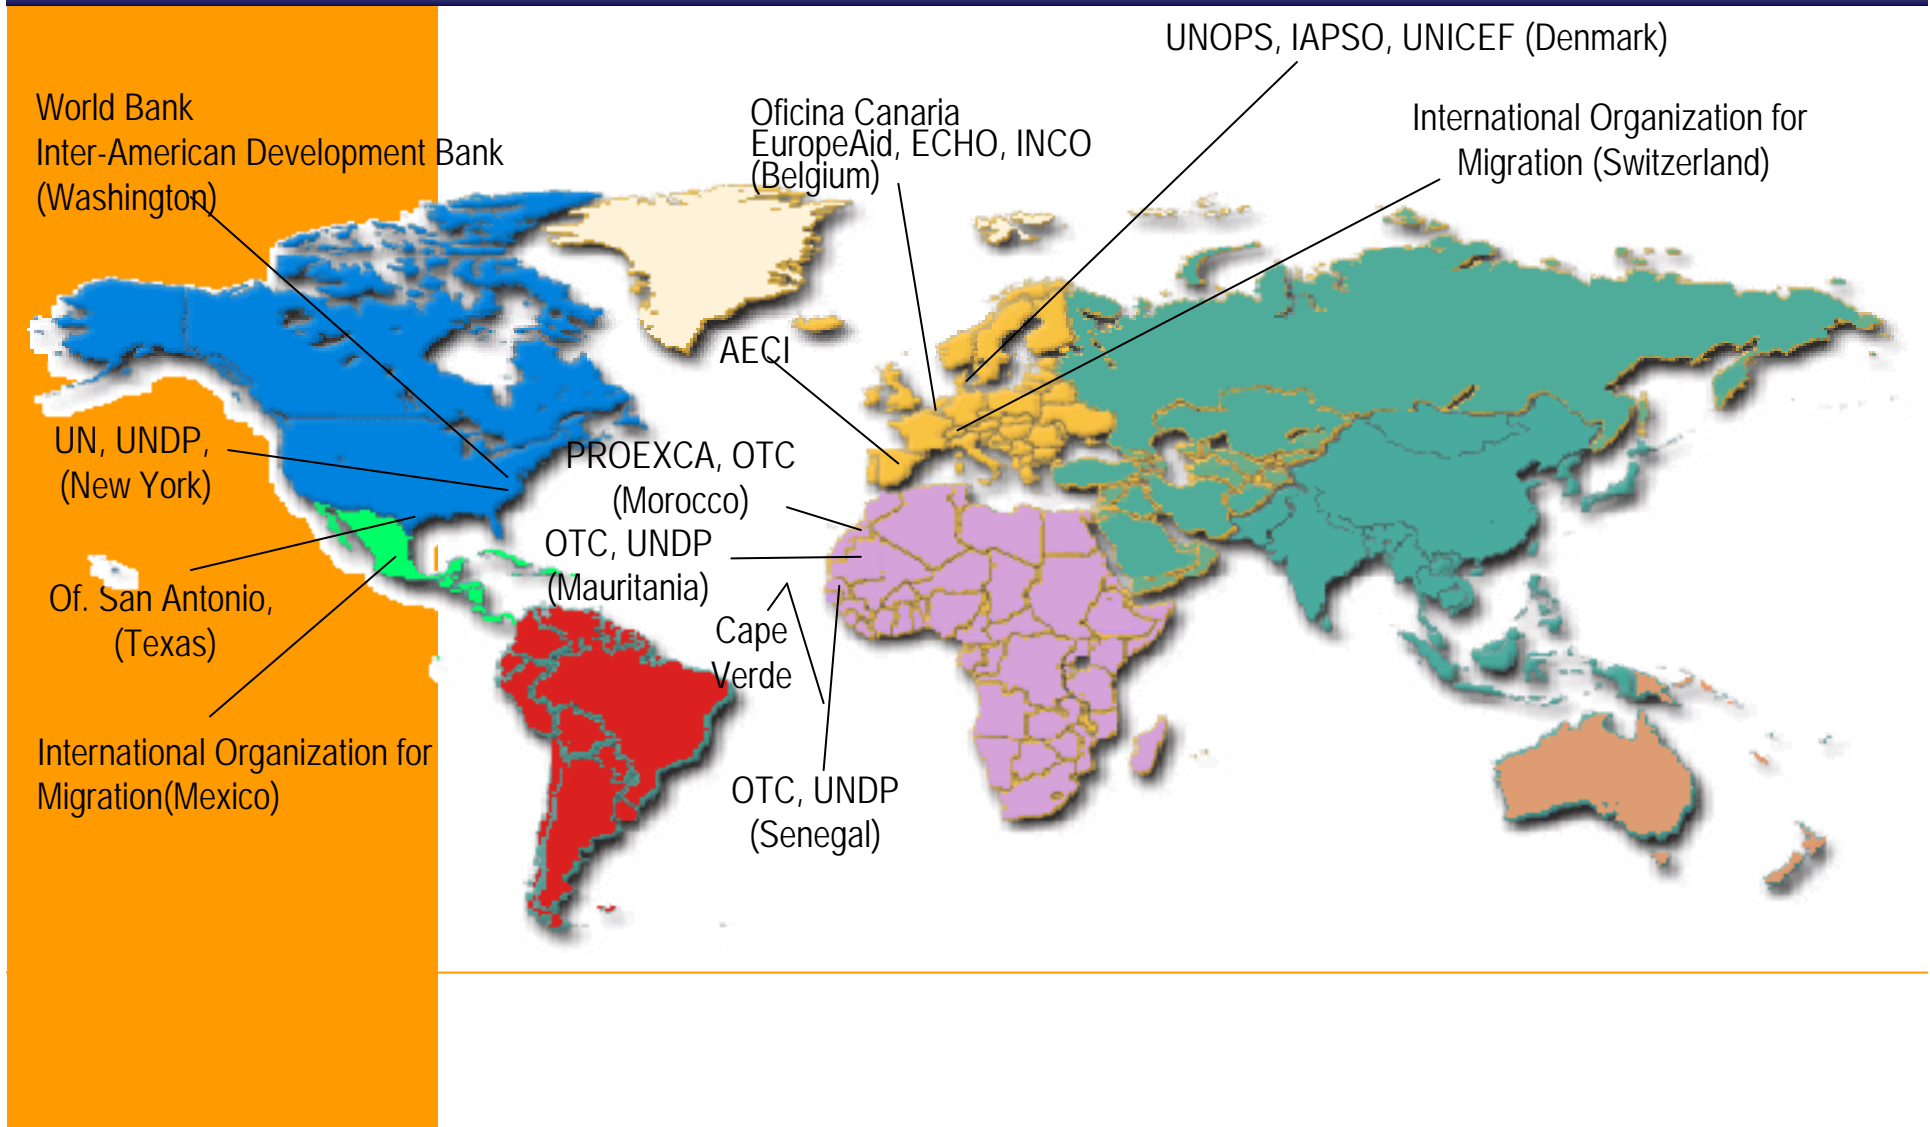 UNOPS, IAPSO, UNICEF (Denmark)
World Bank
Inter-American Development Bank
(Washington)
Oficina Canaria
EuropeAid, ECHO, INCO
(Belgium)
International Organization for
Migration (Switzerland)
AECI
UN, UNDP,
(New York)
PROEXCA, OTC
(Morocco)
OTC, UNDP
(Mauritania)
Of. San Antonio,
(Texas)
Cape
Verde
International Organization for
Migration(Mexico)
OTC, UNDP
(Senegal)